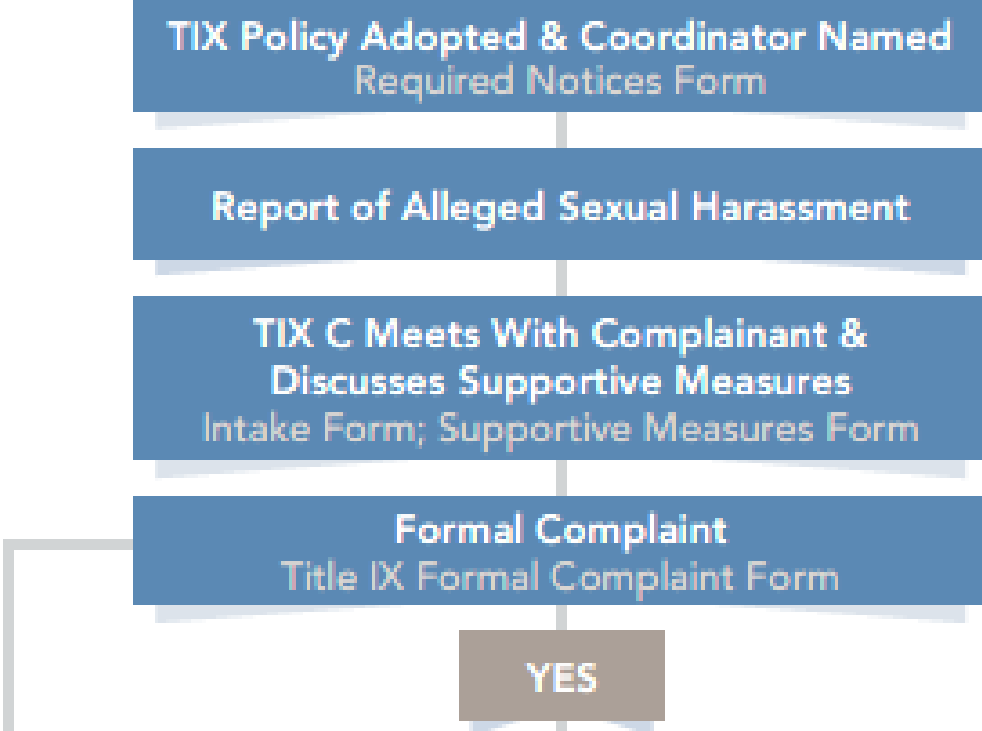 TIX Policy Adopted & Coordinator Named
Required Notices Form
Report of Alleged Sexual Harassment
TIX C Meets With Complainant &
Discusses Supportive Measures
Intake Form; Supportive Measures Form
Formal Complaint
Title IX Formal Complaint Form
YES